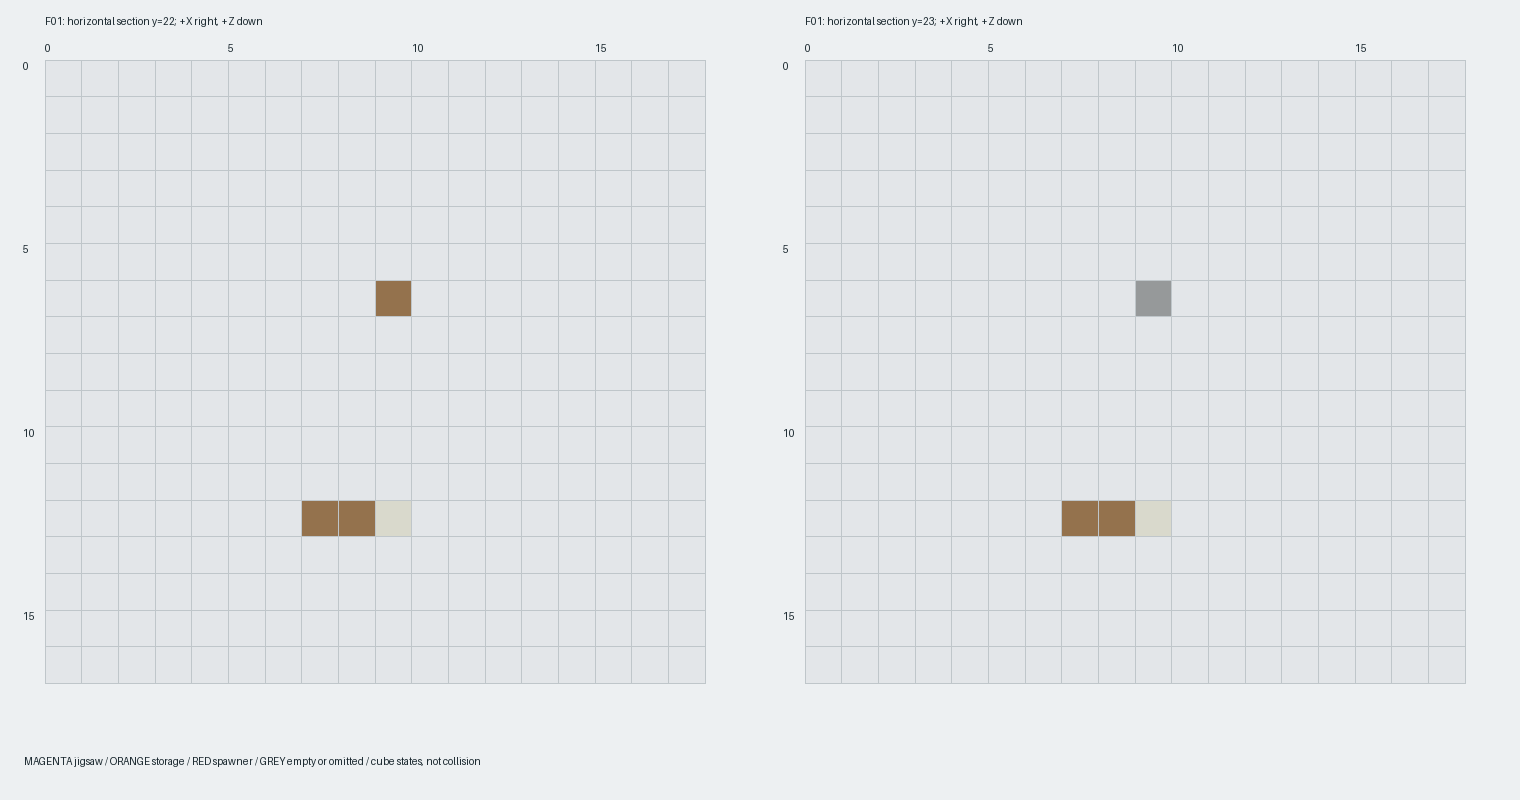 F01: horizontal section y=22; +X right, +Z down
F01: horizontal section y=23; +X right, +Z down
0 5 10 15
0 5 10 15
0
0
5
5
10
10
15
15
MAGENTA jigsaw / ORANGE storage / RED spawner / GREY empty or omitted / cube states, not collision